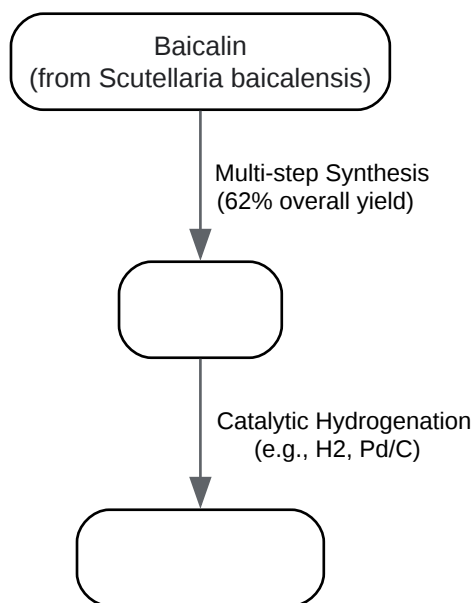 Baicalin
(from Scutellaria baicalensis)
Multi-step Synthesis
(62% overall yield)
Catalytic Hydrogenation
(e.g., H2, Pd/C)